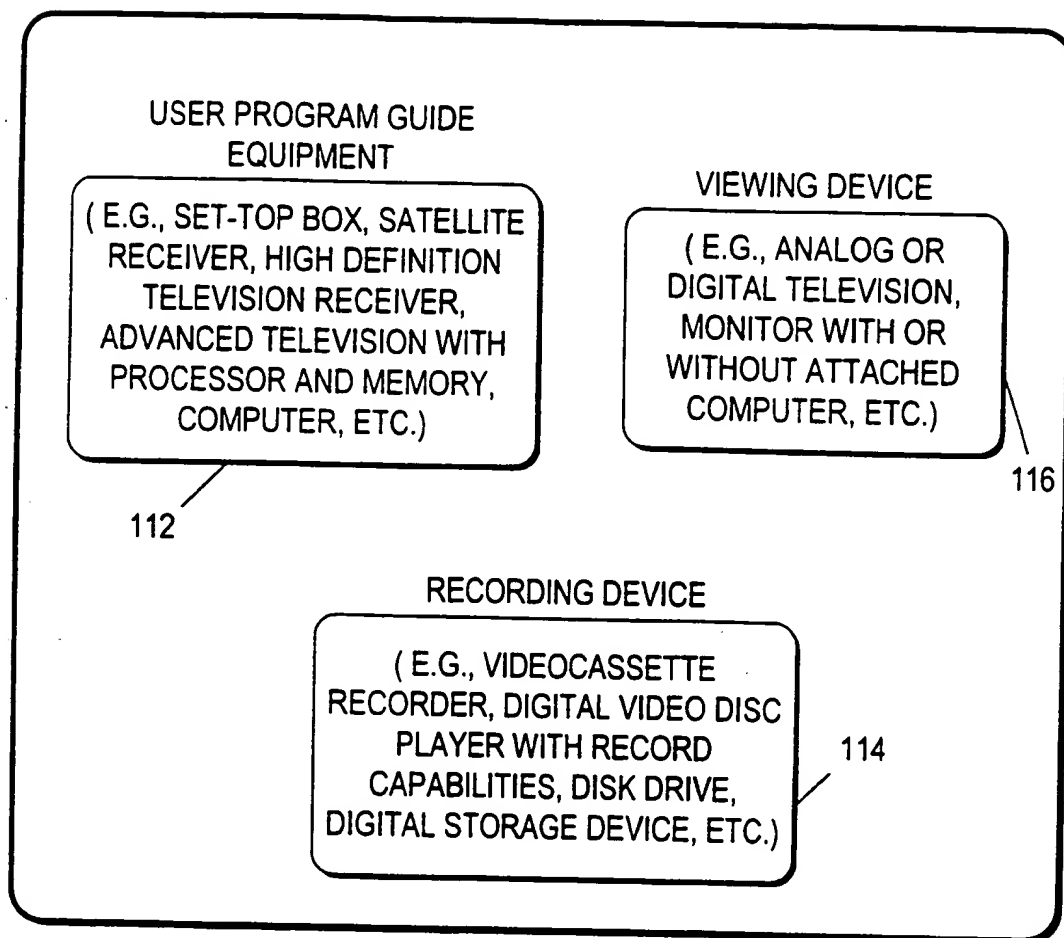 USER PROGRAM GUIDE
EQUIPMENT
( E.G., SET-TOP BOX, SATELLITE
RECEIVER, HIGH DEFINITION
TELEVISION RECEIVER,
ADVANCED TELEVISION WITH
PROCESSOR AND MEMORY,
COMPUTER, ETC.)
112
VIEWING DEVICE
( E.G., ANALOG OR
DIGITAL TELEVISION,
MONITOR WITH OR
WITHOUT ATTACHED
COMPUTER, ETC.)
116
RECORDING DEVICE
( E.G., VIDEOCASSETTE
RECORDER, DIGITAL VIDEO DISC
PLAYER WITH RECORD
CAPABILITIES, DISK DRIVE,
DIGITAL STORAGE DEVICE, ETC.)
114